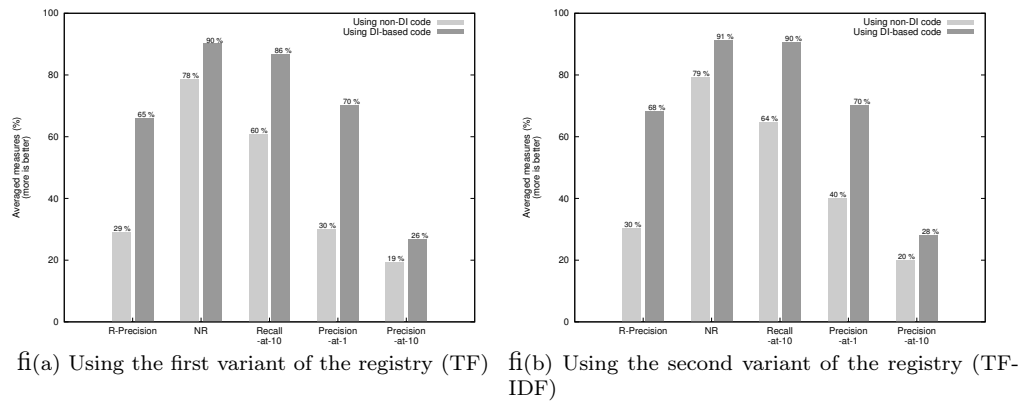 100
80
60
40
20
0
Averaged measures (%)
(more is better)
Using non-DI code
Using DI-based code
29 %
65 %
78 %
90 %
60 %
86 %
30 %
70 %
19 %
26 %
R-Precision
NR
Recall
-at-10
Precision
-at-1
Precision
-at-10
fi(a) Using the first variant of the registry (TF)
100
80
60
40
20
0
Averaged measures (%)
(more is better)
Using non-DI code
Using DI-based code
30 %
68 %
79 %
91 %
64 %
90 %
40 %
70 %
20 %
28 %
R-Precision
NR
Recall
-at-10
Precision
-at-1
Precision
-at-10
fi(b) Using the second variant of the registry (TF-
IDF)